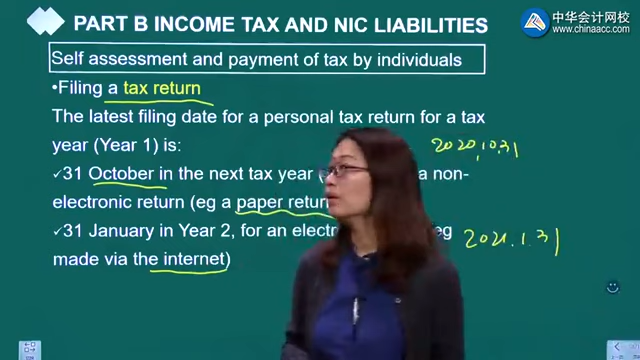 中华会计网校
www.chinaacc.com
PART B INCOME TAX AND NIC LIABILITIES
Self assessment and payment of tax by individuals
•Filing a tax return
The latest filing date for a personal tax return for a tax
year (Year 1) is:
2020.10.31
✓31 October in the next tax year a non-
electronic return (eg a paper return
✓31 January in Year 2, for an elect eg
2021.1.31
made via the internet)